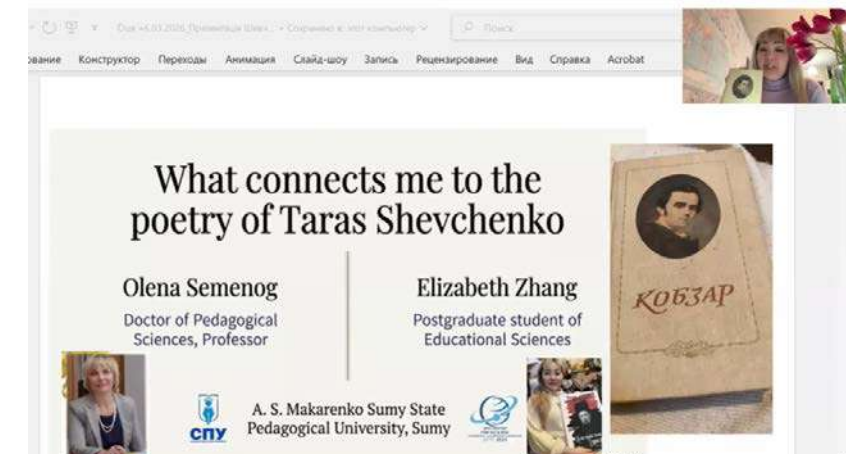 Поиск
Конструктор Переходы Анимация Слайд-шоу Запись Рецензирование Вид Справка Acrobat
What connects me to the
poetry of Taras Shevchenko
Olena Semenog
Doctor of Pedagogical
Sciences, Professor
Elizabeth Zhang
Postgraduate student of
Educational Sciences
КОБЗАР
СПУ
A. S. Makarenko Sumy State
Pedagogical University, Sumy